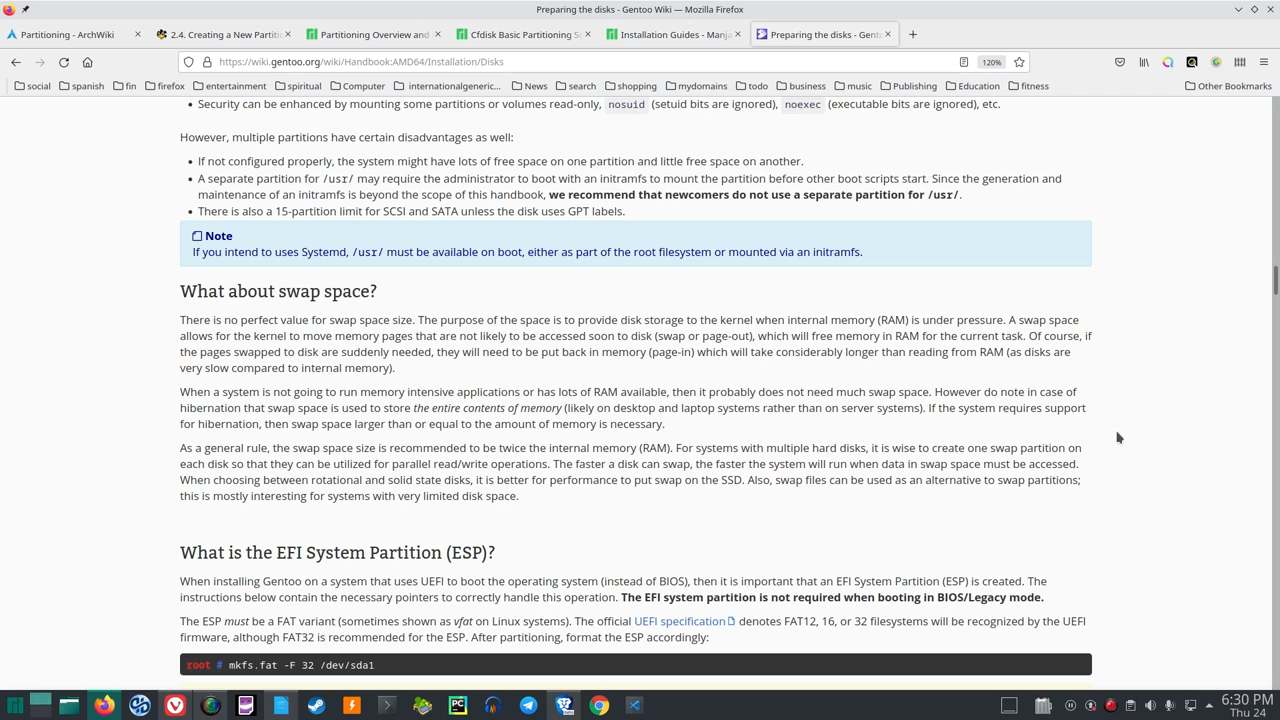 Preparing the disks - Gentoo Wiki — Mozilla Firefox
Partitioning - ArchWiki
2.4. Creating a New Partiti
Partitioning Overview and
Cfdisk Basic Partitioning
Installation Guides - Manja
Preparing the disks - Gent
https://wiki.gentoo.org/wiki/Handbook:AMD64/Installation/Disks
120%
social
spanish
fin
firefox
entertainment
spiritual
Computer
internationalgeneric...
News
search
shopping
mydomains
todo
business
music
Publishing
Education
fitness
Other Bookmarks
• Security can be enhanced by mounting some partitions or volumes read-only, nosuid (setuid bits are ignored), noexec (executable bits are ignored), etc.
However, multiple partitions have certain disadvantages as well:
• If not configured properly, the system might have lots of free space on one partition and little free space on another.
• A separate partition for /usr/ may require the administrator to boot with an initramfs to mount the partition before other boot scripts start. Since the generation and
maintenance of an initramfs is beyond the scope of this handbook, we recommend that newcomers do not use a separate partition for /usr/.
• There is also a 15-partition limit for SCSI and SATA unless the disk uses GPT labels.
Note
If you intend to uses Systemd, /usr/ must be available on boot, either as part of the root filesystem or mounted via an initramfs.
What about swap space?
There is no perfect value for swap space size. The purpose of the space is to provide disk storage to the kernel when internal memory (RAM) is under pressure. A swap space
allows for the kernel to move memory pages that are not likely to be accessed soon to disk (swap or page-out), which will free memory in RAM for the current task. Of course, if
the pages swapped to disk are suddenly needed, they will need to be put back in memory (page-in) which will take considerably longer than reading from RAM (as disks are
very slow compared to internal memory).
When a system is not going to run memory intensive applications or has lots of RAM available, then it probably does not need much swap space. However do note in case of
hibernation that swap space is used to store the entire contents of memory (likely on desktop and laptop systems rather than on server systems). If the system requires support
for hibernation, then swap space larger than or equal to the amount of memory is necessary.
As a general rule, the swap space size is recommended to be twice the internal memory (RAM). For systems with multiple hard disks, it is wise to create one swap partition on
each disk so that they can be utilized for parallel read/write operations. The faster a disk can swap, the faster the system will run when data in swap space must be accessed.
When choosing between rotational and solid state disks, it is better for performance to put swap on the SSD. Also, swap files can be used as an alternative to swap partitions;
this is mostly interesting for systems with very limited disk space.
What is the EFI System Partition (ESP)?
When installing Gentoo on a system that uses UEFI to boot the operating system (instead of BIOS), then it is important that an EFI System Partition (ESP) is created. The
instructions below contain the necessary pointers to correctly handle this operation. The EFI system partition is not required when booting in BIOS/Legacy mode.
The ESP must be a FAT variant (sometimes shown as vfat on Linux systems). The official UEFI specification denotes FAT12, 16, or 32 filesystems will be recognized by the UEFI
firmware, although FAT32 is recommended for the ESP. After partitioning, format the ESP accordingly:
root # mkfs.fat -F 32 /dev/sda1
6:30 PM
Thu 24